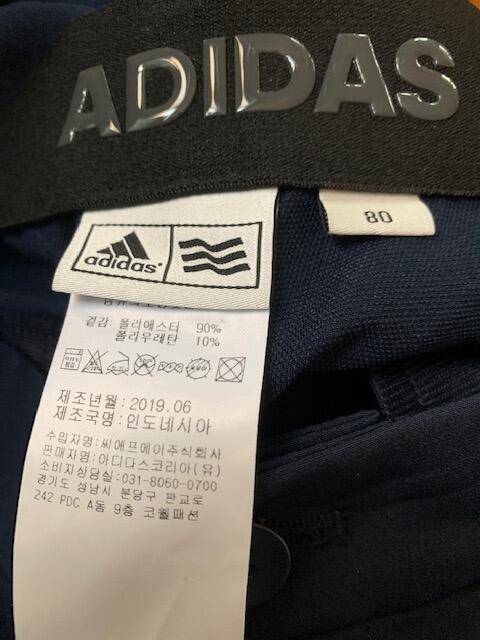 ADIDAS
80
adidas
겉감: 폴리에스터 90%
폴리우레탄 10%
제조년월 : 2019.06
제조국명 : 인도네시아
수입자명 : 씨에프에이주식회사
판매자명 : 아디다스코리아(유)
소비자상담실 : 031-8060-0700
경기도 성남시 분당구 판교로
242 PDC A동 9층 코웰패션